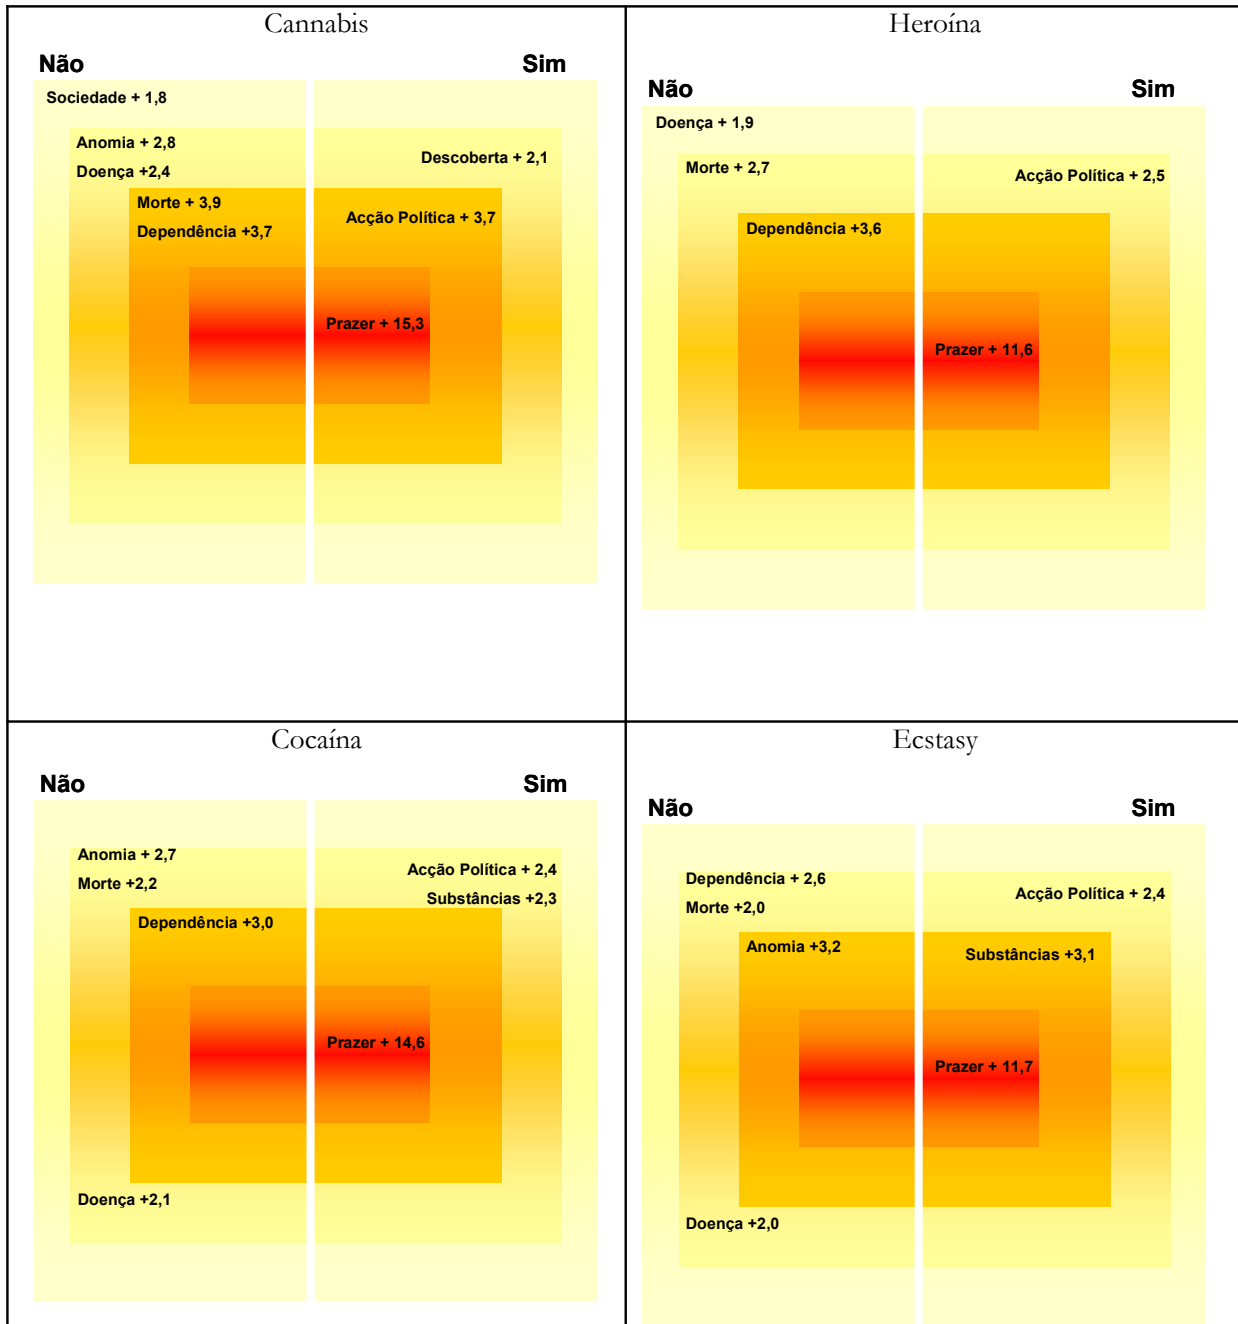 Cannabis
Não Sim
Sociedade + 1,8
Anomia + 2,8
Descoberta + 2,1
Doença +2,4
Morte + 3,9
Acção Política + 3,7
Dependência +3,7
Prazer + 15,3
Heroína
Não Sim
Doença + 1,9
Morte + 2,7
Acção Política + 2,5
Dependência +3,6
Prazer + 11,6
Cocaína
Não Sim
Anomia + 2,7
Acção Política + 2,4
Morte +2,2
Substâncias +2,3
Dependência +3,0
Prazer + 14,6
Doença +2,1
Ecstasy
Não Sim
Dependência + 2,6
Acção Política + 2,4
Morte +2,0
Anomia +3,2
Substâncias +3,1
Prazer + 11,7
Doença +2,0